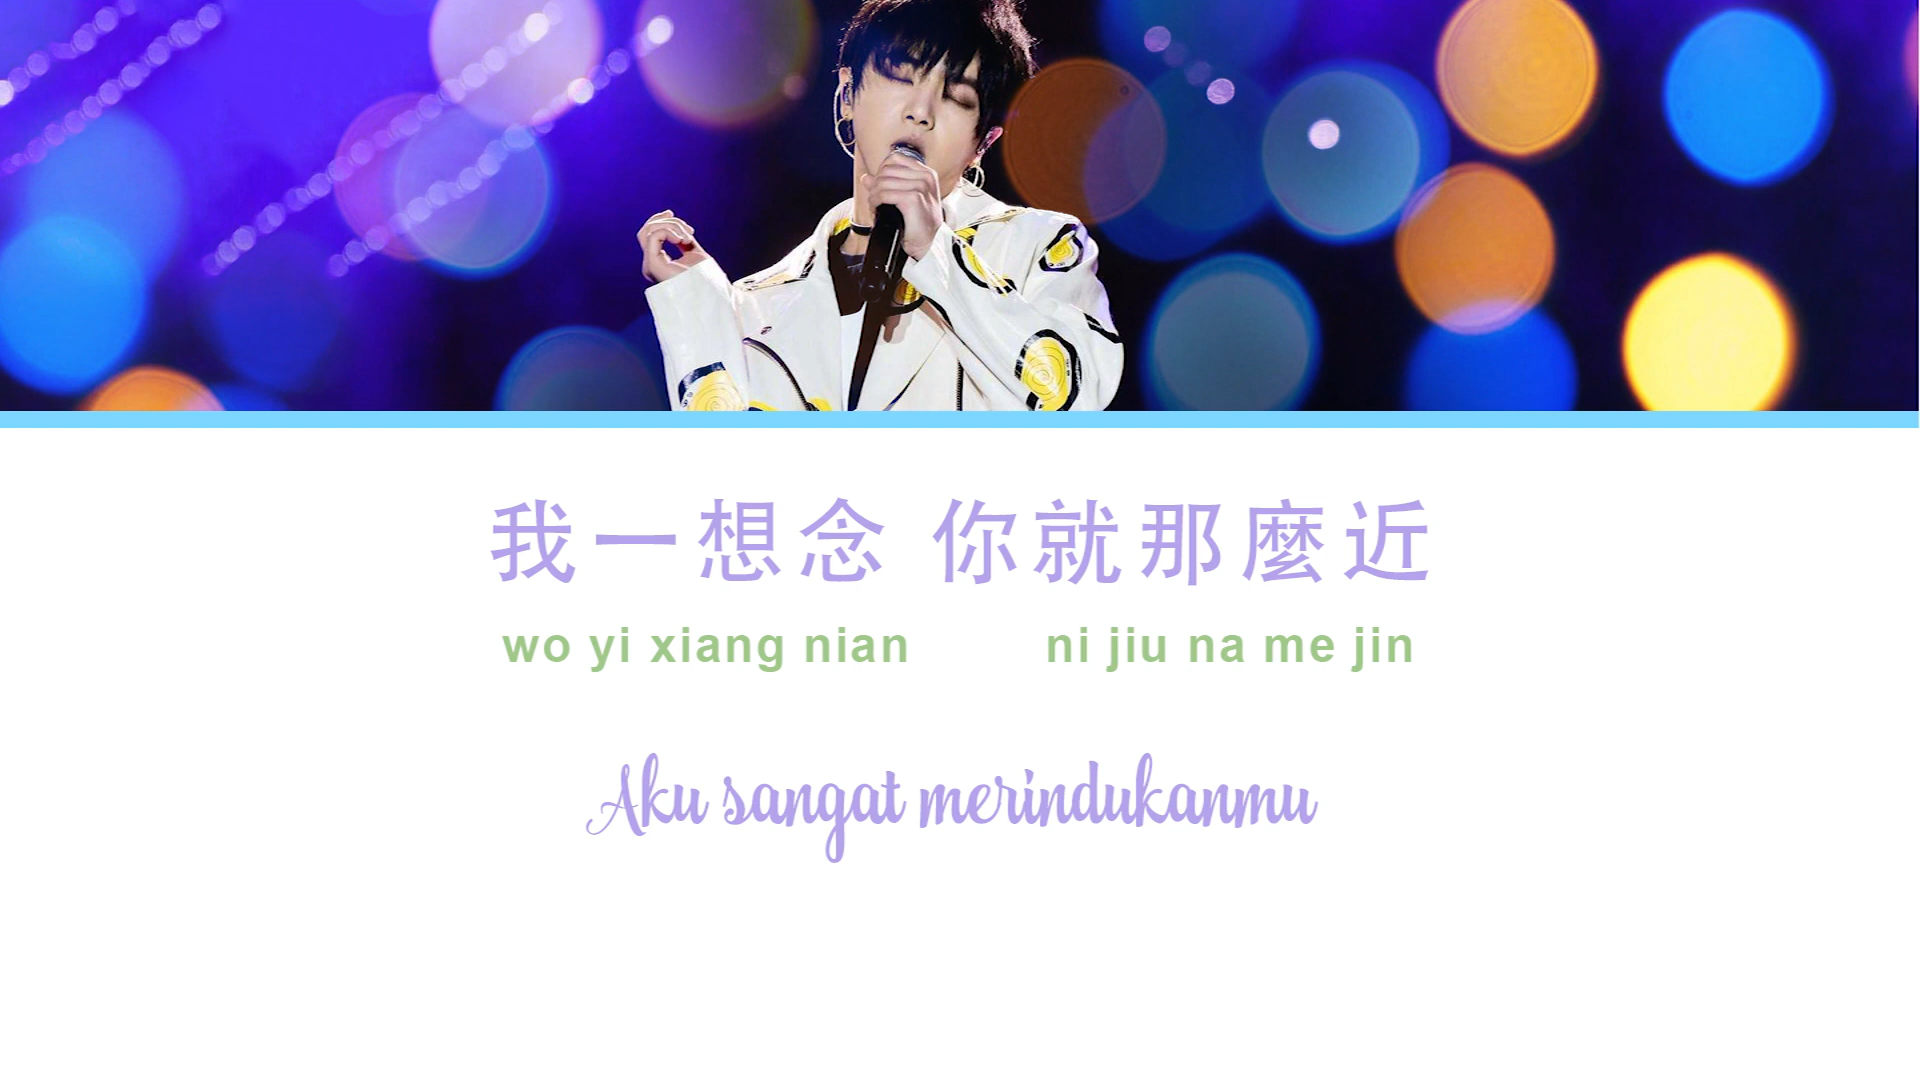 我一想念 你就那麼近
wo yi xiang nian ni jiu na me jin
Aku sangat merindukanmu